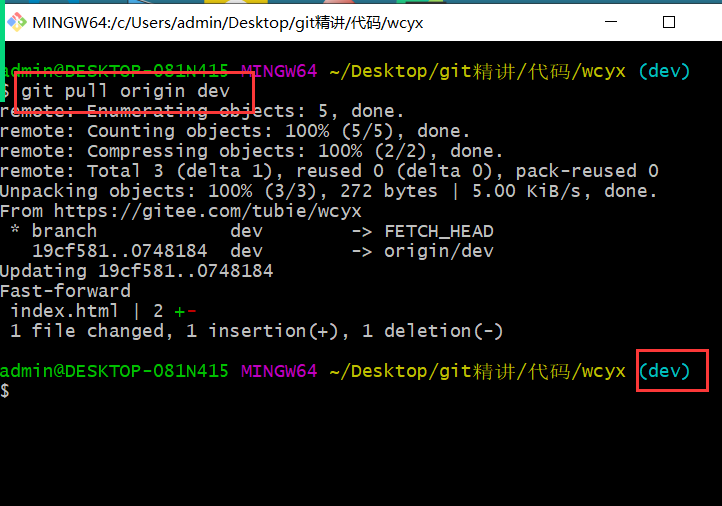 MINGW64:/c/Users/admin/Desktop/git精讲/代码/wcyx
admin@DESKTOP-081N415 MINGW64 ~/Desktop/git精讲/代码/wcyx (dev)
$ git pull origin dev
remote: Enumerating objects: 5, done.
remote: Counting objects: 100% (5/5), done.
remote: Compressing objects: 100% (2/2), done.
remote: Total 3 (delta 1), reused 0 (delta 0), pack-reused 0
Unpacking objects: 100% (3/3), 272 bytes | 5.00 KiB/s, done.
From https://gitee.com/tubie/wcyx
 * branch            dev        -> FETCH_HEAD
   19cf581..0748184  dev        -> origin/dev
Updating 19cf581..0748184
Fast-forward
 index.html | 2 +-
 1 file changed, 1 insertion(+), 1 deletion(-)
admin@DESKTOP-081N415 MINGW64 ~/Desktop/git精讲/代码/wcyx (dev)
$